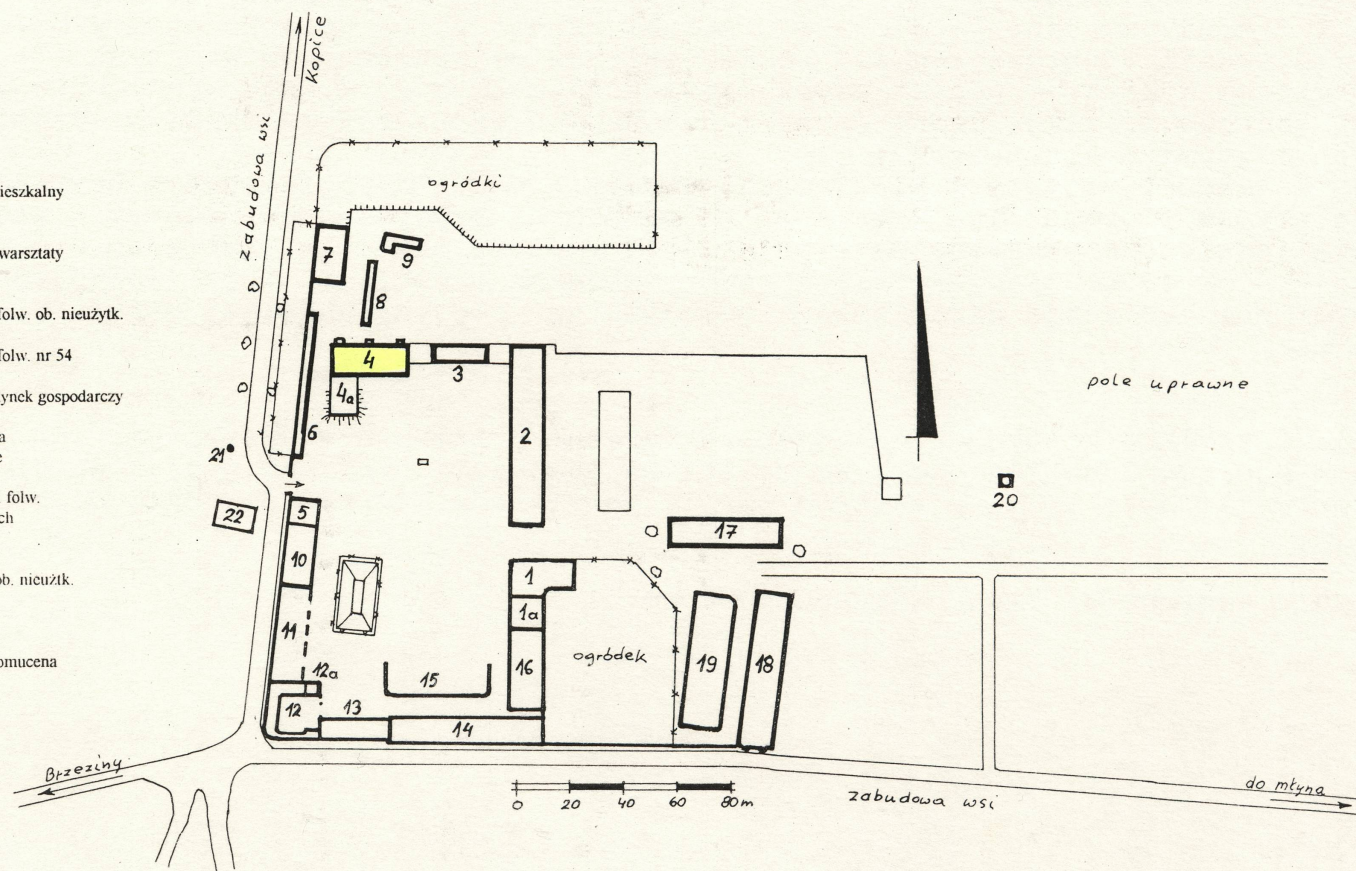 Kopice
zabudowa wsi
ogródki
ieszkalny
warsztaty
folw. ob. nieużytk.
folw. nr 54
ynek gospodarczy
a
e
folw.
ch
ob. nieużtk.
omucena
7
9
8
4
3
4a
2
6
pole uprawne
21
22
5
20
17
10
1
1a
11
16
ogródek
19
18
12a
15
12
13
14
Brzeziny
0 20 40 60 80m
zabudowa wsi
do młyna